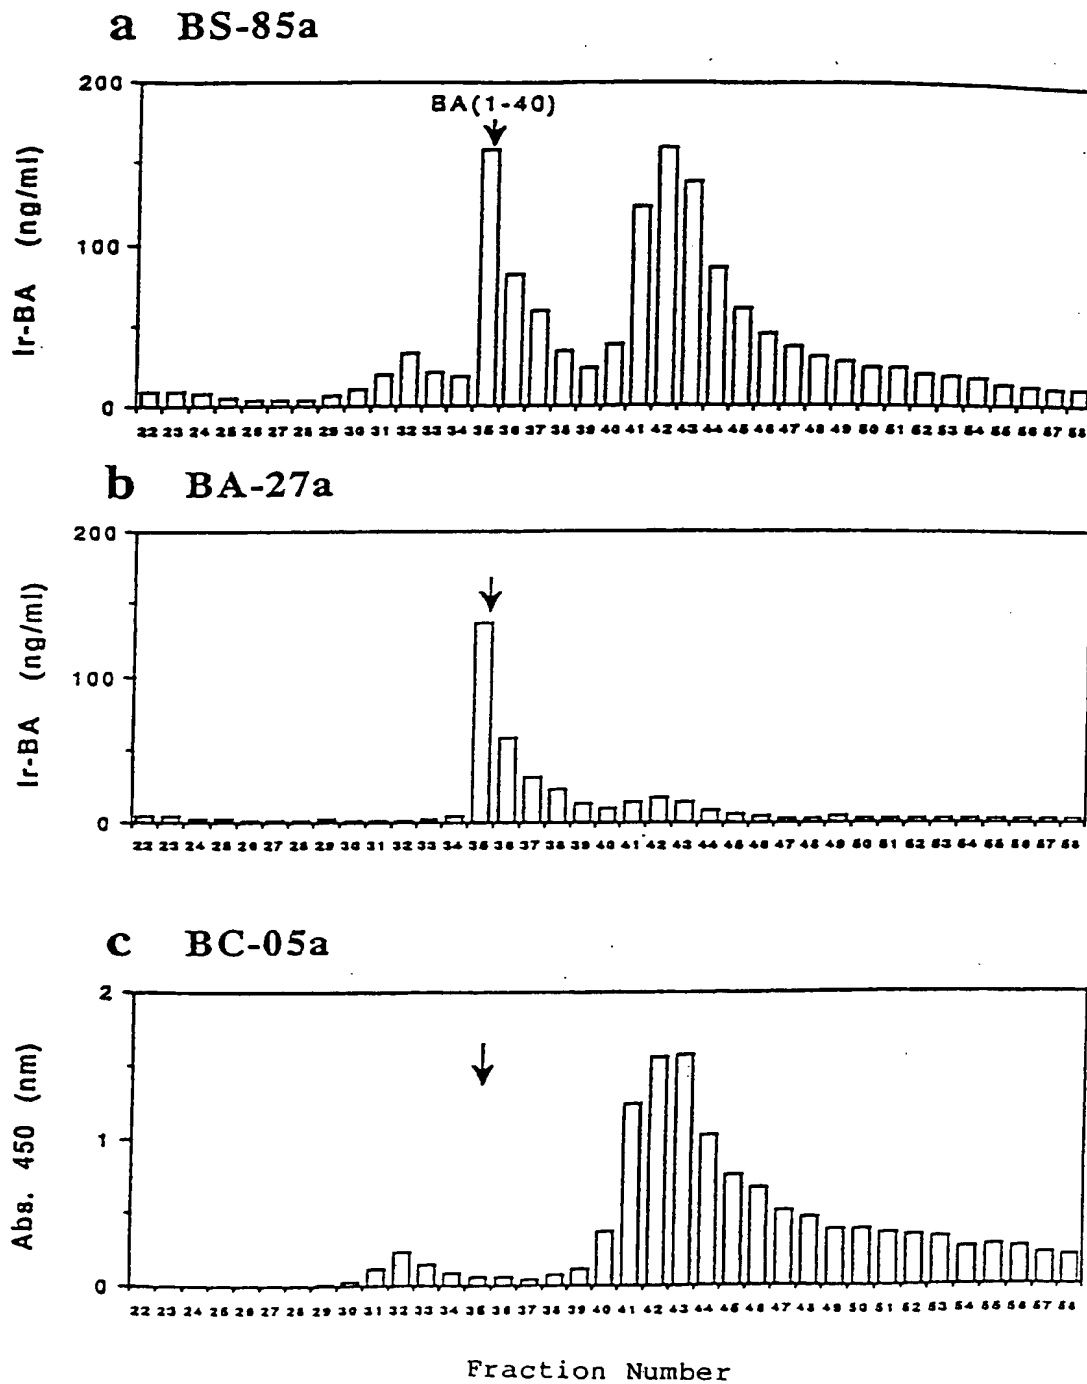 a BS-85a
200
BA(1-40)
Ir-BA (ng/ml)
100
0
22 23 24 25 26 27 28 29 30 31 32 33 34 35 36 37 38 39 40 41 42 43 44 45 46 47 48 49 50 51 52 53 54 55 56 57 58
b BA-27a
200
Ir-BA (ng/ml)
100
0
22 23 24 25 26 27 28 29 30 31 32 33 34 35 36 37 38 39 40 41 42 43 44 45 46 47 48 49 50 51 52 53 54 55 56 57 58
c BC-05a
2
Abs. 450 (nm)
1
0
22 23 24 25 26 27 28 29 30 31 32 33 34 35 36 37 38 39 40 41 42 43 44 45 46 47 48 49 50 51 52 53 54 55 56 57 58
Fraction Number